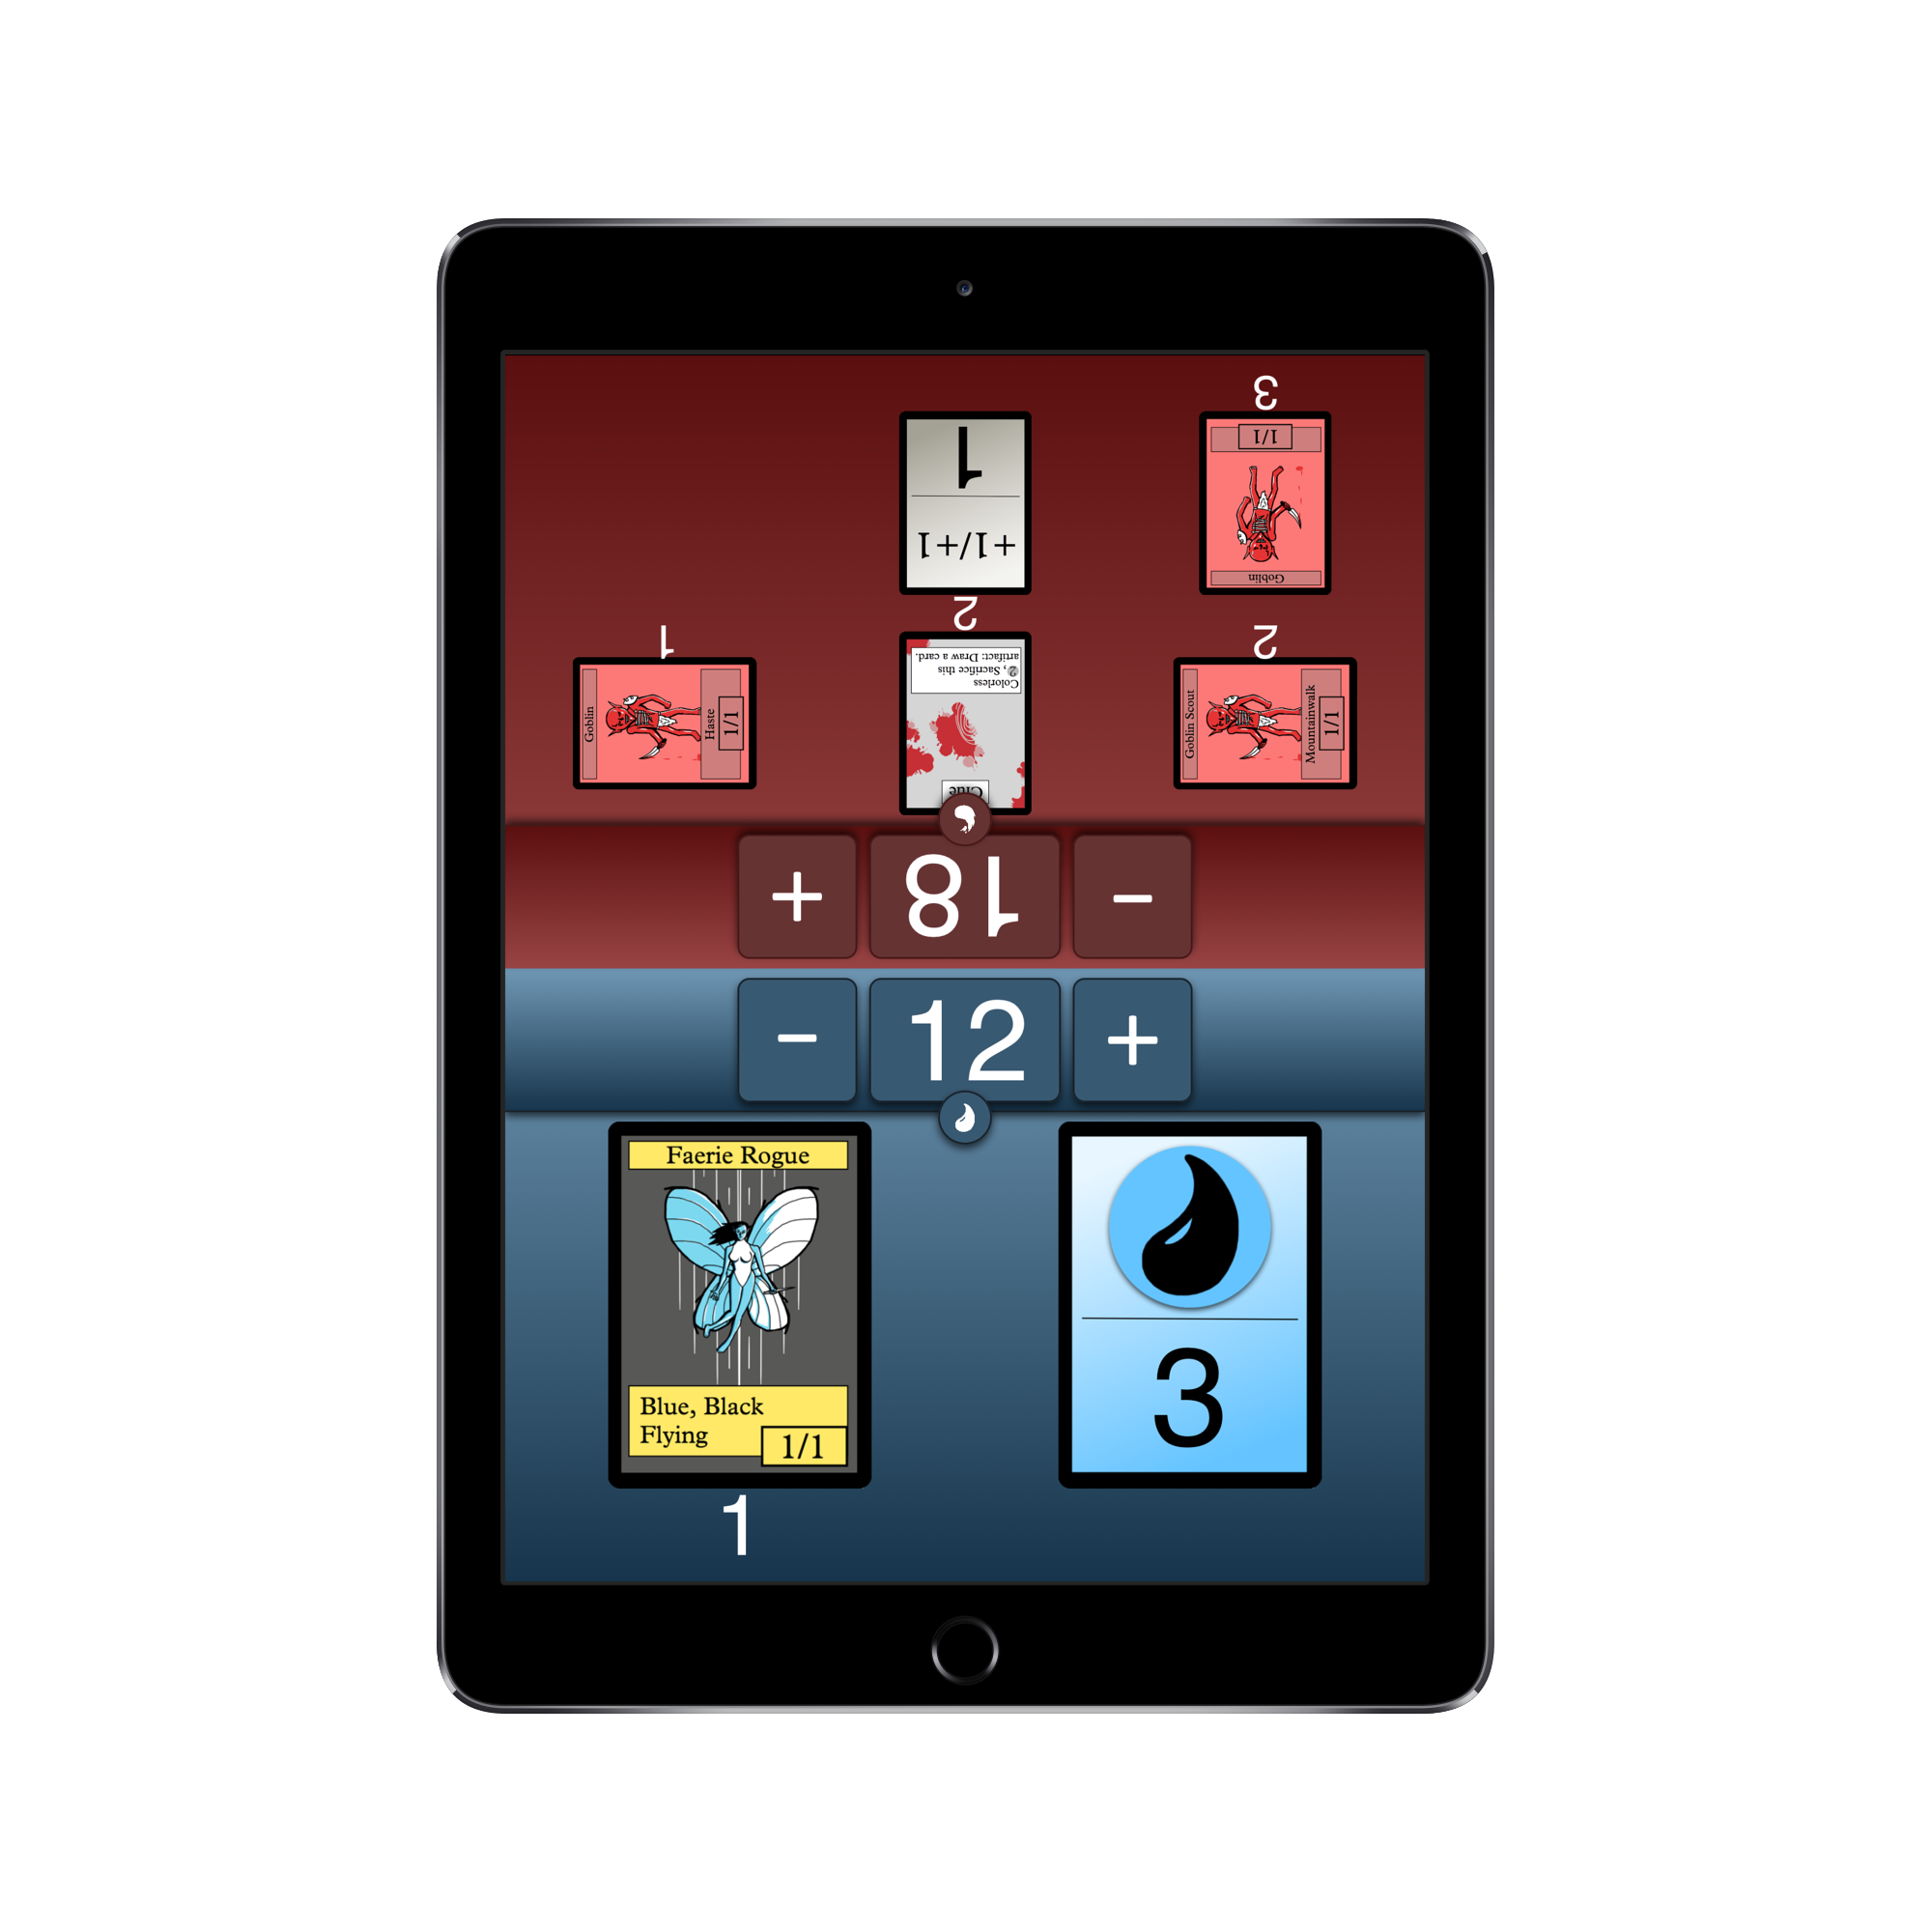 3
1/1
Goblin
1
+1/+1
2
Colorless
2, Sacrifice this
artifact: Draw a card.
Clue
1
Goblin
Haste
1/1
2
Goblin Scout
Mountainwalk
1/1
+
18
−
−
12
+
Faerie Rogue
Blue, Black
Flying
1/1
1
3